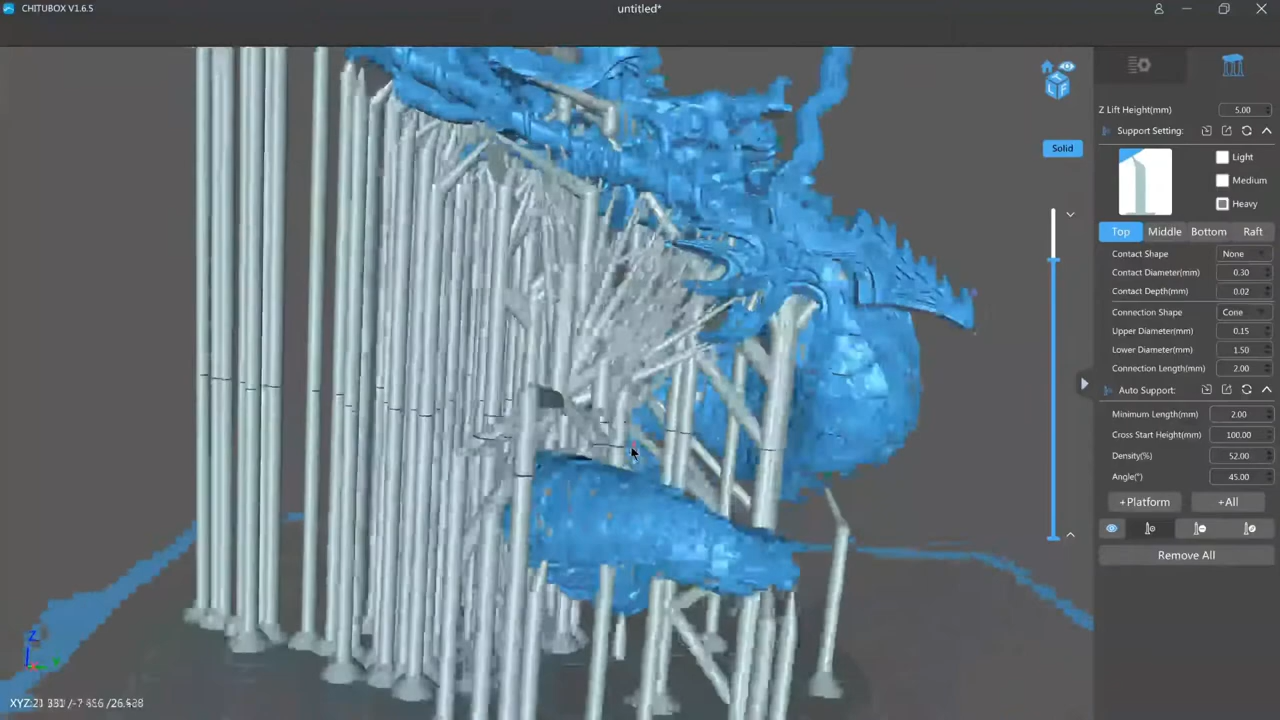 CHITUBOX V1.6.5
untitled*
Z Lift Height(mm) 5.00
Support Setting:
Light
Medium
Heavy
Top Middle Bottom Raft
Contact Shape None
Contact Diameter(mm) 0.30
Contact Depth(mm) 0.02
Connection Shape Cone
Upper Diameter(mm) 0.15
Lower Diameter(mm) 1.50
Connection Length(mm) 2.00
Auto Support:
Minimum Length(mm) 2.00
Cross Start Height(mm) 100.00
Density(%) 52.00
Angle(°) 45.00
+Platform +All
Remove All
Solid
L F
Z
XYZ: